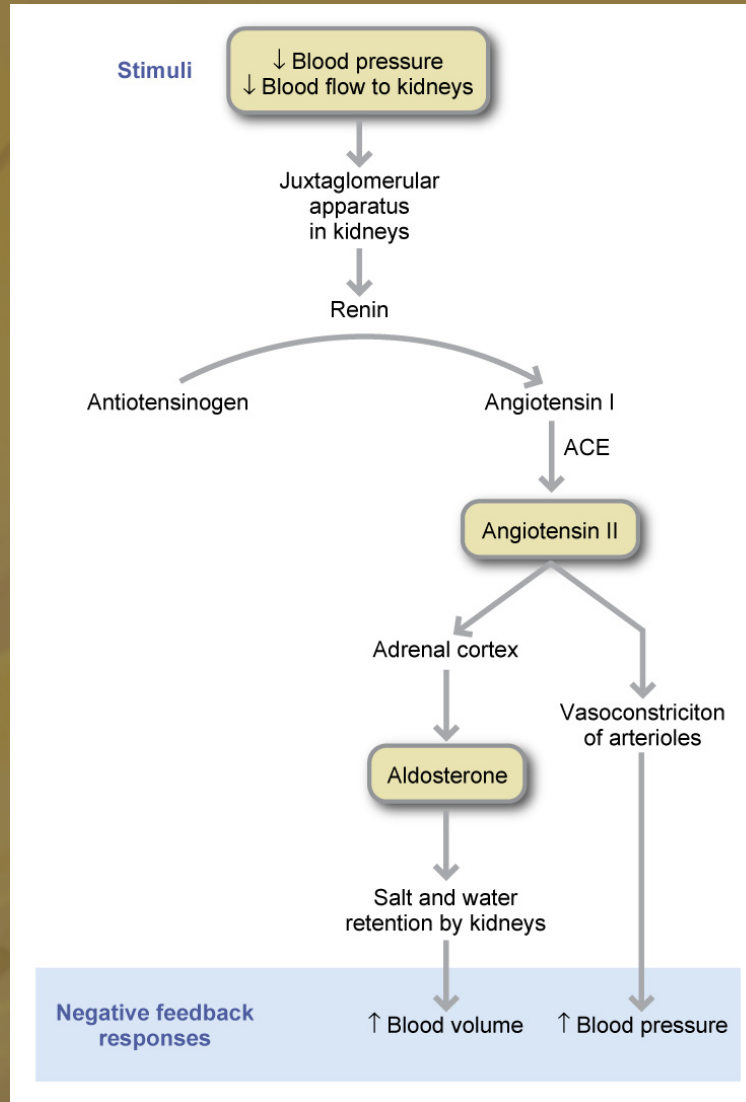 Stimuli
↓ Blood pressure
↓ Blood flow to kidneys
Juxtaglomerular
apparatus
in kidneys
Renin
Antiotensinogen
Angiotensin I
ACE
Angiotensin II
Adrenal cortex
Vasoconstriciton
of arterioles
Aldosterone
Salt and water
retention by kidneys
Negative feedback
responses
↑ Blood volume
↑ Blood pressure